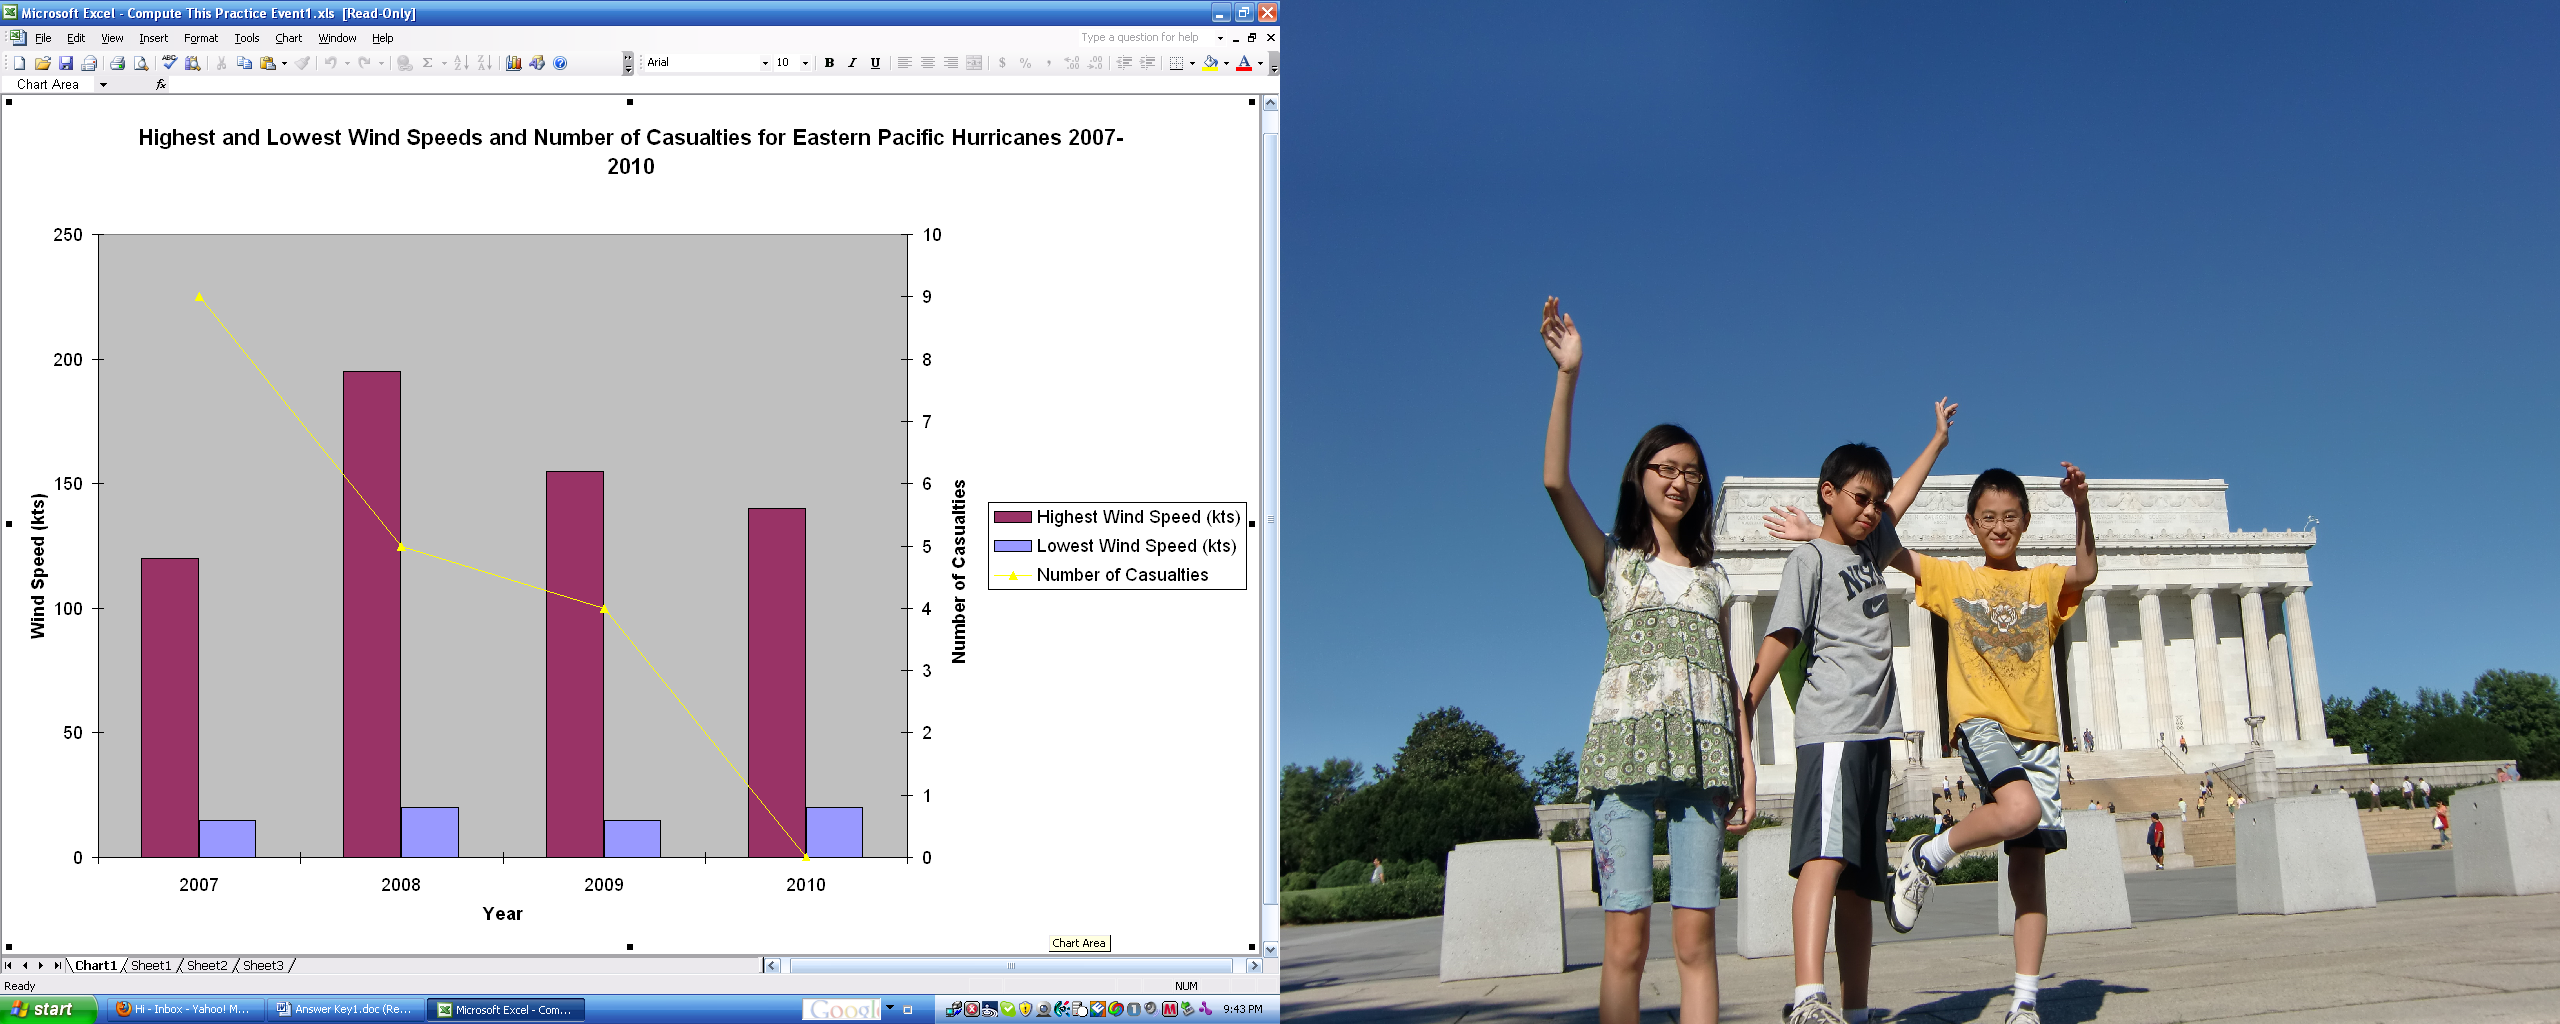 Microsoft Excel - Compute This Practice Event1.xls [Read-Only]
File Edit View Insert Format Tools Chart Window Help
Type a question for help
Arial
10
B I U
$ %
Chart Area
fx
Highest and Lowest Wind Speeds and Number of Casualties for Eastern Pacific Hurricanes 2007-
2010
250
200
150
100
50
0
Wind Speed (kts)
10
9
8
7
6
5
4
3
2
1
0
Number of Casualties
2007 2008 2009 2010
Year
Highest Wind Speed (kts)
Lowest Wind Speed (kts)
Number of Casualties
Chart Area
Chart1 Sheet1 Sheet2 Sheet3
Ready
NUM
start
Hi - Inbox - Yahoo! M...
Answer Key1.doc (Re...
Microsoft Excel - Com...
Google
9:43 PM